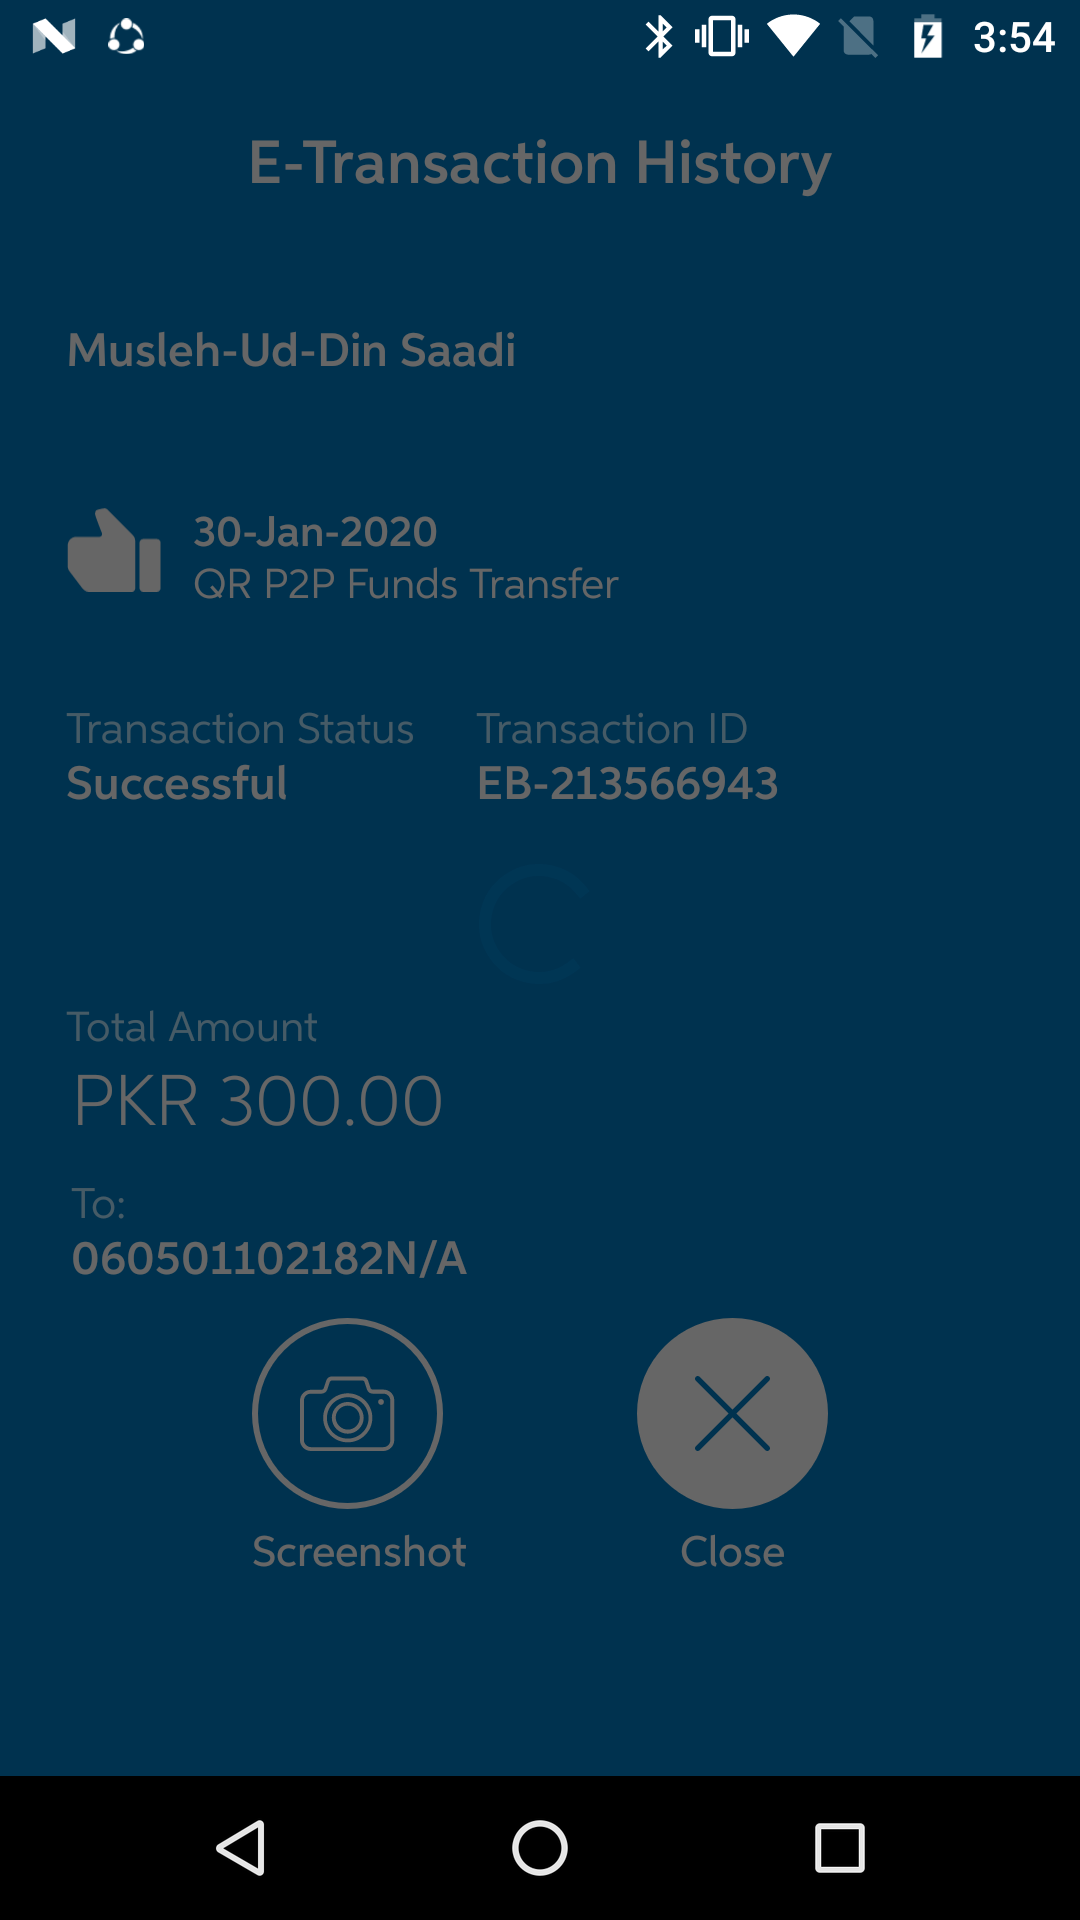 3:54
E-Transaction History
Musleh-Ud-Din Saadi
30-Jan-2020
QR P2P Funds Transfer
Transaction Status Transaction ID
Successful EB-213566943
Total Amount
PKR 300.00
To:
060501102182N/A
Screenshot Close